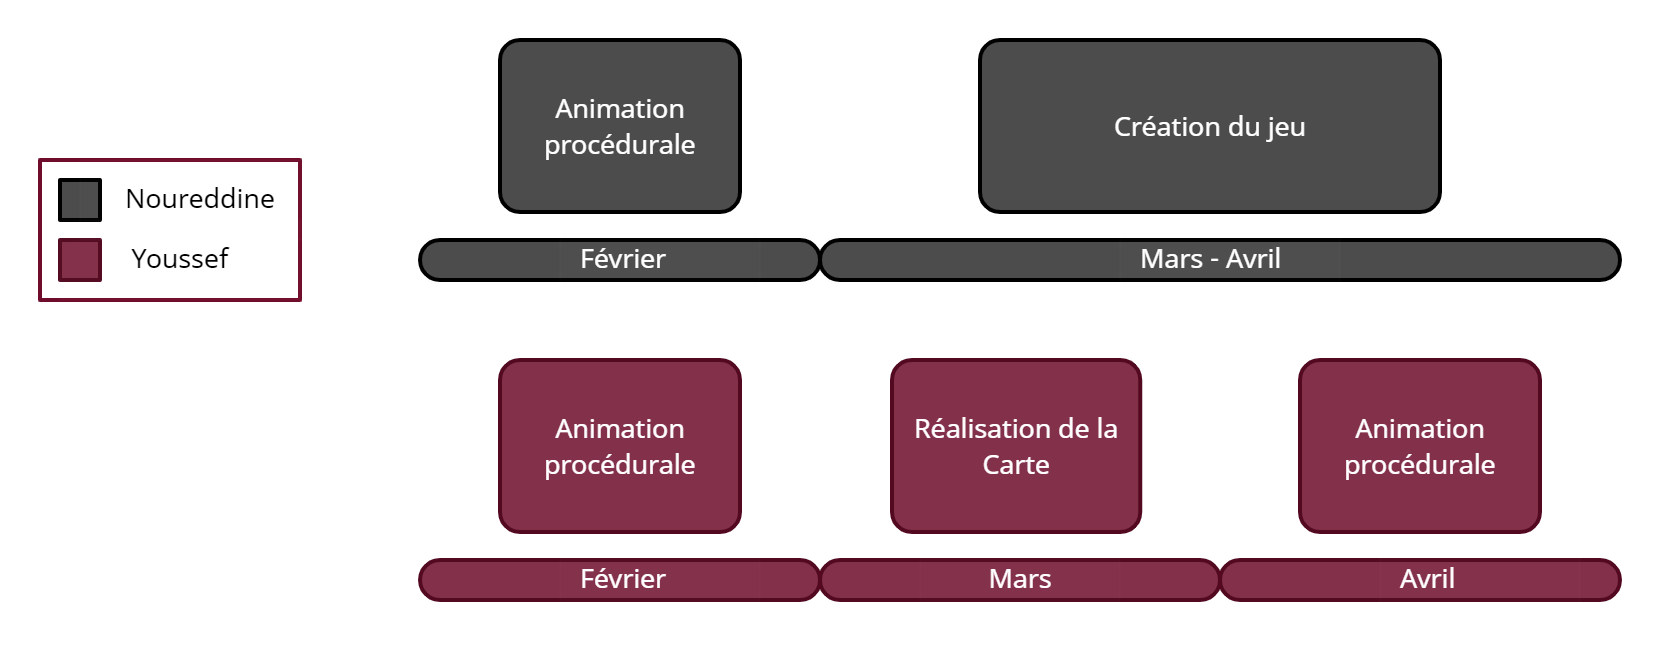 Noureddine
Youssef
Animation
procédurale
Création du jeu
Février
Mars - Avril
Animation
procédurale
Réalisation de la
Carte
Animation
procédurale
Février
Mars
Avril